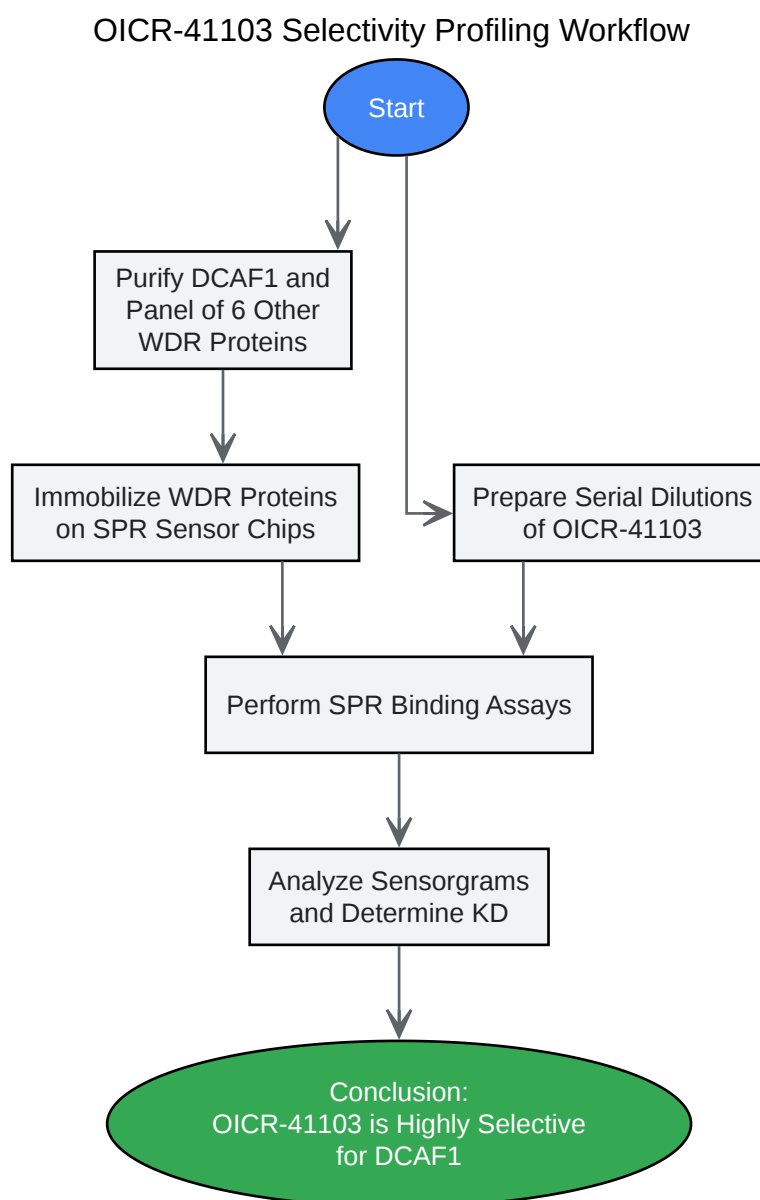 OICR-41103 Selectivity Profiling Workflow
Start
Purify DCAF1 and
Panel of 6 Other
WDR Proteins
Immobilize WDR Proteins
on SPR Sensor Chips
Prepare Serial Dilutions
of OICR-41103
Perform SPR Binding Assays
Analyze Sensorgrams
and Determine KD
Conclusion:
OICR-41103 is Highly Selective
for DCAF1